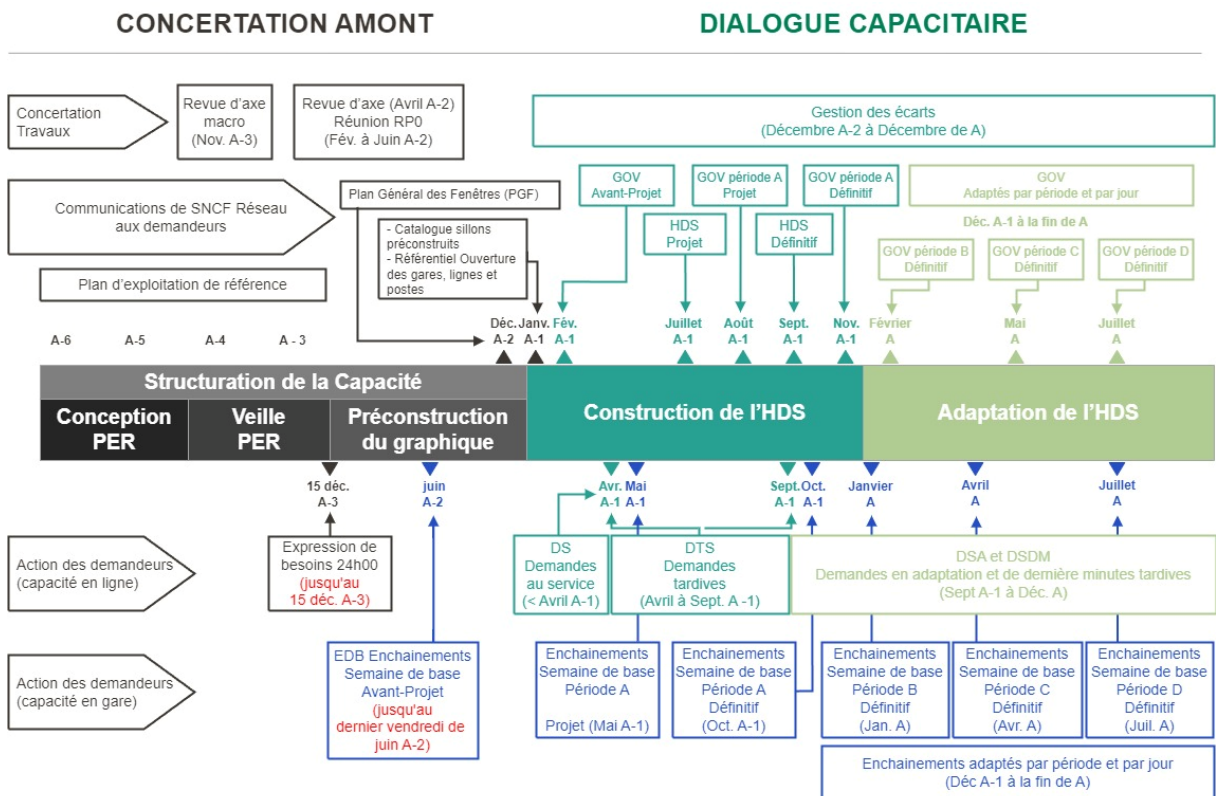 CONCERTATION AMONT
DIALOGUE CAPACITAIRE
Concertation
Travaux
Revue d'axe
macro
(Nov. A-3)
Revue d'axe (Avril A-2)
Réunion RP0
(Fév. à Juin A-2)
Gestion des écarts
(Décembre A-2 à Décembre de A)
Communications de SNCF Réseau
aux demandeurs
Plan Général des Fenêtres (PGF)
- Catalogue sillons
préconstruits
- Référentiel Ouverture
des gares, lignes et
postes
GOV
Avant-Projet
GOV période A
Projet
GOV période A
Définitif
GOV
Adaptés par période et par jour
HDS
Projet
HDS
Définitif
Déc. A-1 à la fin de A
GOV période B
Définitif
GOV période C
Définitif
GOV période D
Définitif
Plan d'exploitation de référence
A-6
A-5
A-4
A - 3
Déc.
A-2
Janv.
A-1
Fév.
A-1
Juillet
A-1
Août
A-1
Sept.
A-1
Nov.
A-1
Février
A
Mai
A
Juillet
A
Structuration de la Capacité
Conception
PER
Veille
PER
Préconstruction
du graphique
Construction de l'HDS
Adaptation de l'HDS
15 déc.
A-3
juin
A-2
Avr.
A-1
Mai
A-1
Sept.
A-1
Oct.
A-1
Janvier
A
Avril
A
Juillet
A
Action des demandeurs
(capacité en ligne)
Expression de
besoins 24h00
(jusqu'au
15 déc. A-3)
DS
Demandes
au service
(< Avril A-1)
DTS
Demandes
tardives
(Avril à Sept. A -1)
DSA et DSDM
Demandes en adaptation et de dernière minutes tardives
(Sept A-1 à Déc. A)
Action des demandeurs
(capacité en gare)
EDB Enchainements
Semaine de base
Avant-Projet
(jusqu'au
dernier vendredi de
juin A-2)
Enchainements
Semaine de base
Période A
Projet (Mai A-1)
Enchainements
Semaine de base
Période A
Définitif
(Oct. A-1)
Enchainements
Semaine de base
Période B
Définitif
(Jan. A)
Enchainements
Semaine de base
Période C
Définitif
(Avr. A)
Enchainements
Semaine de base
Période D
Définitif
(Juil. A)
Enchainements adaptés par période et par jour
(Déc A-1 à la fin de A)